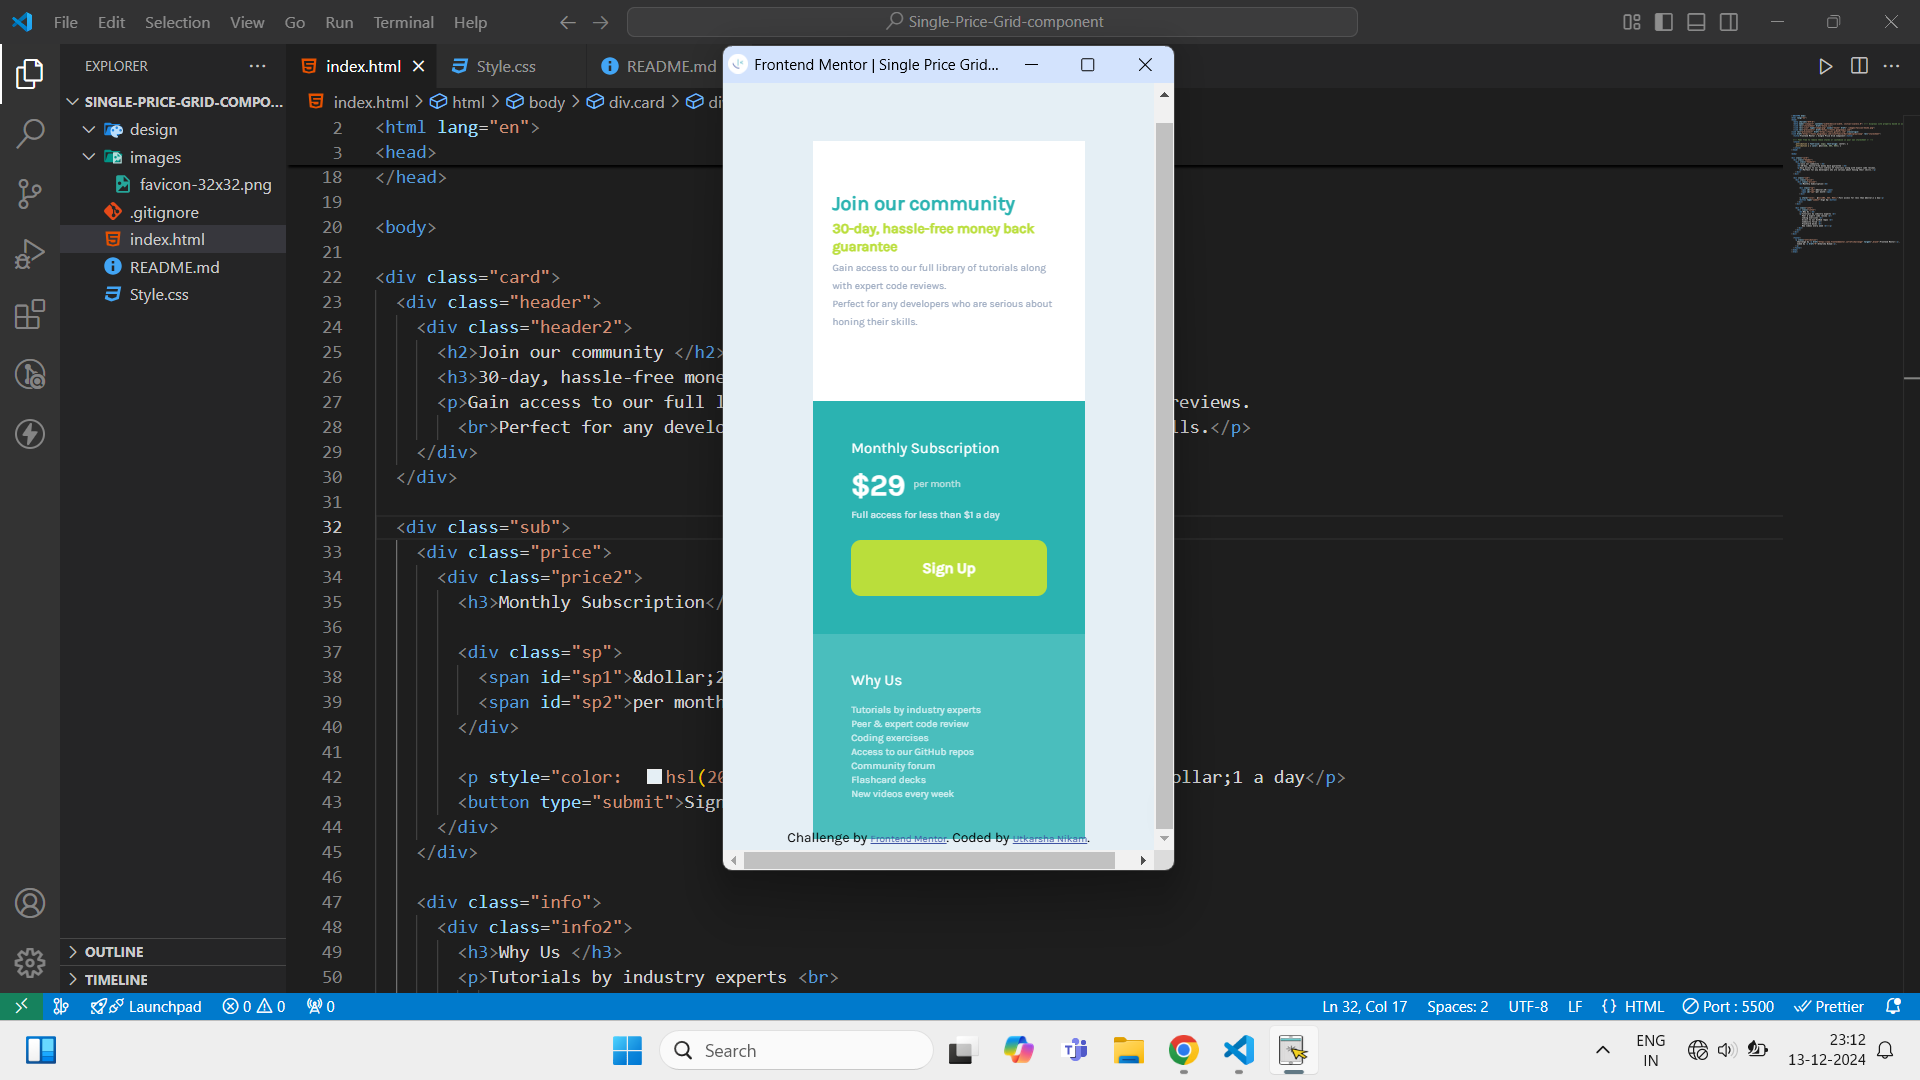 File Edit Selection View Go Run Terminal Help
Single-Price-Grid-component
EXPLORER
SINGLE-PRICE-GRID-COMPO...
design
images
favicon-32x32.png
.gitignore
index.html
README.md
Style.css
OUTLINE
TIMELINE
index.html Style.css README.md
index.html > html > body > div.card >
2 <html lang="en">
3 <head>
18 </head>
19
20 <body>
21
22 <div class="card">
23 <div class="header">
24 <div class="header2">
25 <h2>Join our community </h2>
26 <h3>30-day, hassle-free mone
27 <p>Gain access to our full l reviews.
28 <br>Perfect for any develo lls.</p>
29 </div>
30 </div>
31
32 <div class="sub">
33 <div class="price">
34 <div class="price2">
35 <h3>Monthly Subscription</
36
37 <div class="sp">
38 <span id="sp1">&dollar;2
39 <span id="sp2">per month
40 </div>
41
42 <p style="color: hsl(20 ollar;1 a day</p>
43 <button type="submit">Sign
44 </div>
45 </div>
46
47 <div class="info">
48 <div class="info2">
49 <h3>Why Us </h3>
50 <p>Tutorials by industry experts <br>
Frontend Mentor | Single Price Grid...
Join our community
30-day, hassle-free money back
guarantee
Gain access to our full library of tutorials along
with expert code reviews.
Perfect for any developers who are serious about
honing their skills.
Monthly Subscription
$29 per month
Full access for less than $1 a day
Sign Up
Why Us
Tutorials by industry experts
Peer & expert code review
Coding exercises
Access to our GitHub repos
Community forum
Flashcard decks
New videos every week
Challenge by Frontend Mentor. Coded by Utkarsha Nikam.
Launchpad 0 0 0
Ln 32, Col 17 Spaces: 2 UTF-8 LF {} HTML Port : 5500 Prettier
Search
ENG
IN
23:12
13-12-2024